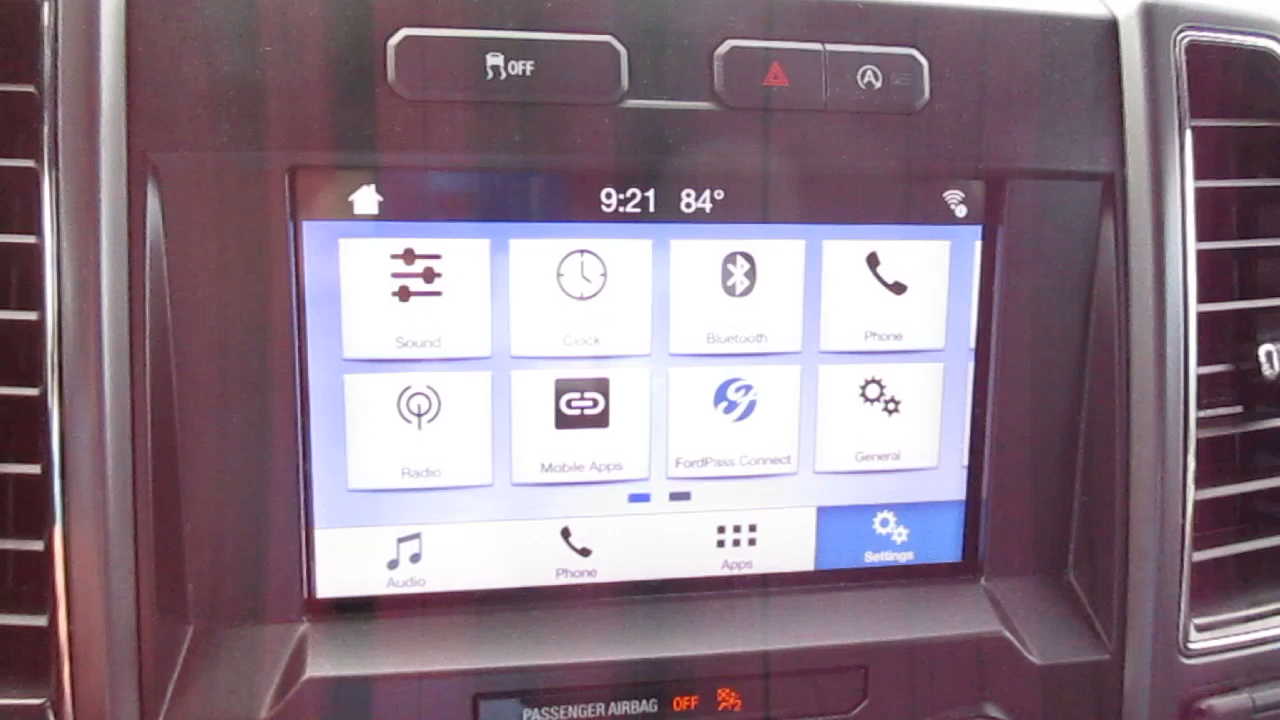 OFF
A
9:21 84°
Sound Clock Bluetooth Phone
Radio Mobile Apps FordPass Connect General
Audio Phone Apps Settings
PASSENGER AIRBAG OFF